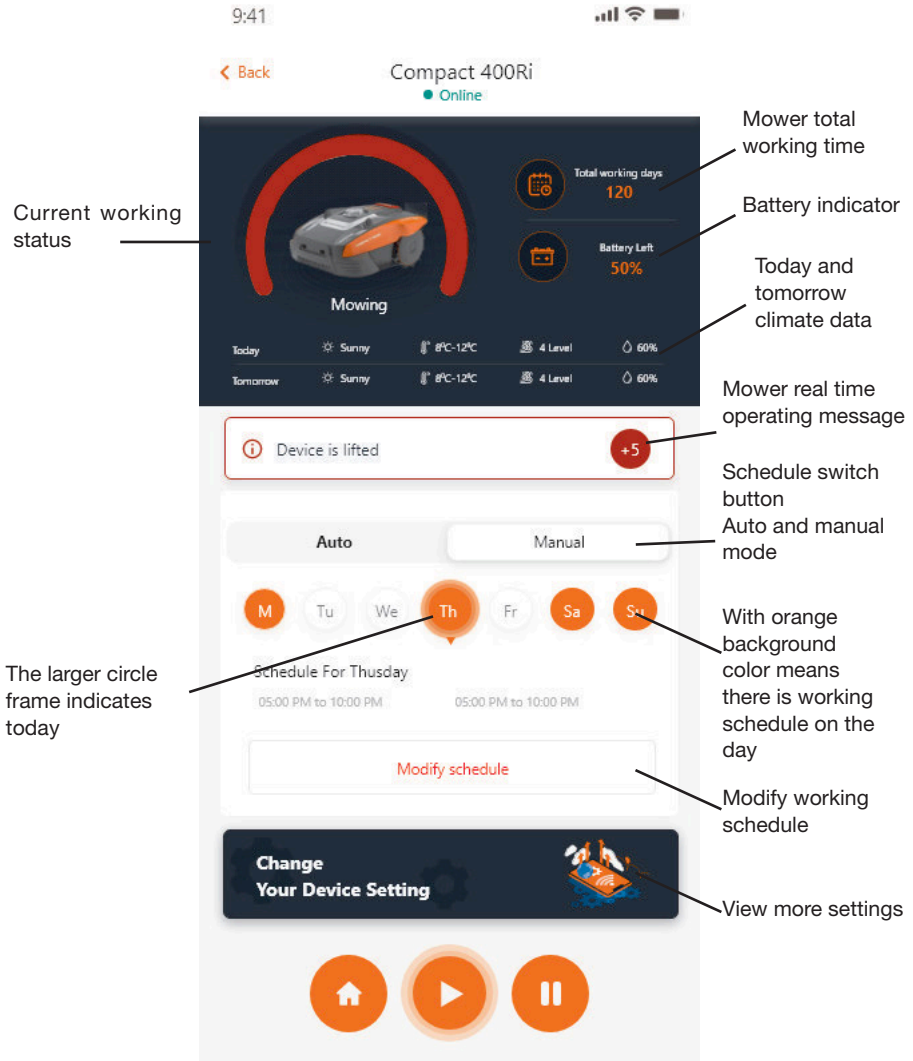 9:41
Back
Compact 400Ri
Online
Mower total
working time
Total working days
120
Current working
status
Battery indicator
Battery Left
50%
Mowing
Today and
tomorrow
climate data
Today Sunny 8°C-12°C 4 Level 60%
Tomorrow Sunny 8°C-12°C 4 Level 60%
Mower real time
operating message
Device is lifted +5
Schedule switch
button
Auto and manual
mode
Auto Manual
M Tu We Th Fr Sa Su
With orange
background
color means
there is working
schedule on the
day
The larger circle
frame indicates
today
Schedule For Thusday
05:00 PM to 10:00 PM 05:00 PM to 10:00 PM
Modify schedule
Modify working
schedule
Change
Your Device Setting
View more settings